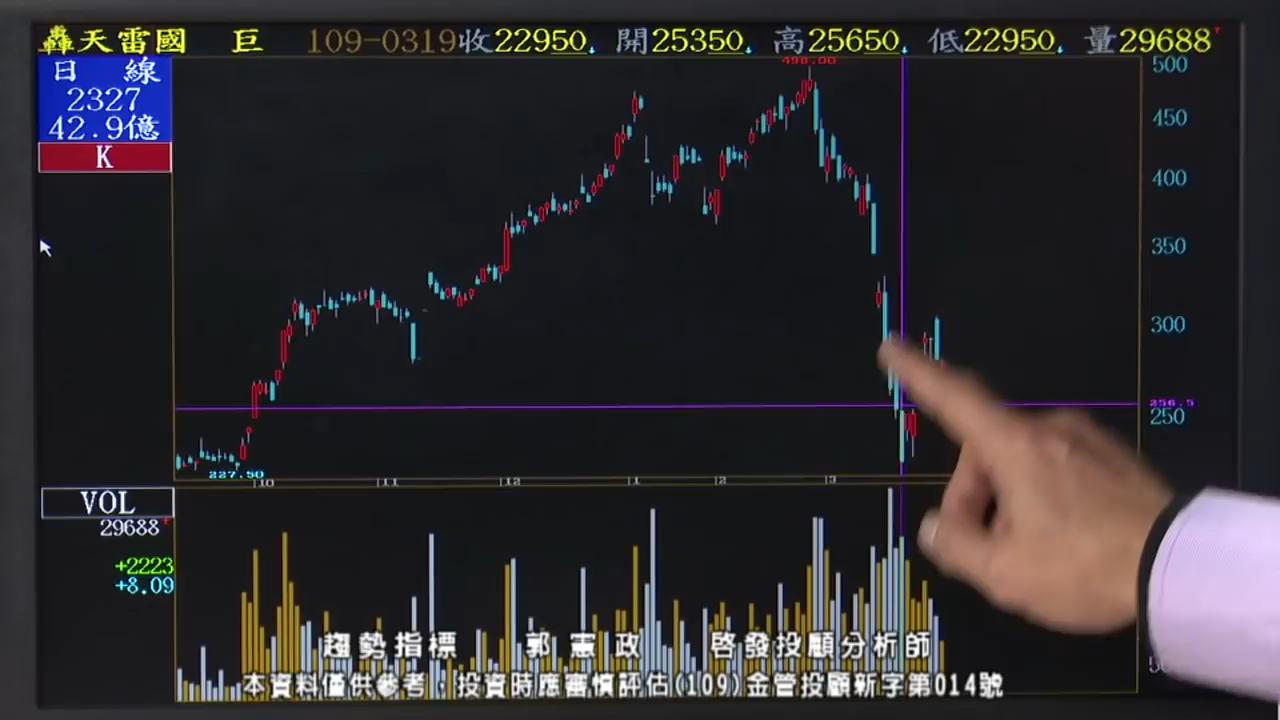 轟天雷國 巨 109-0319收22950 開25350 高25650 低22950 量29688
日 線
2327
42.9億
K
498.00
500
450
400
350
300
256.5
250
227.50
10 11 12 1 2 3
VOL
29688
+2223
+8.09
趨勢指標 郭憲政 啓發投顧分析師
本資料僅供參考，投資時應審慎評估(109)金管投顧新字第014號